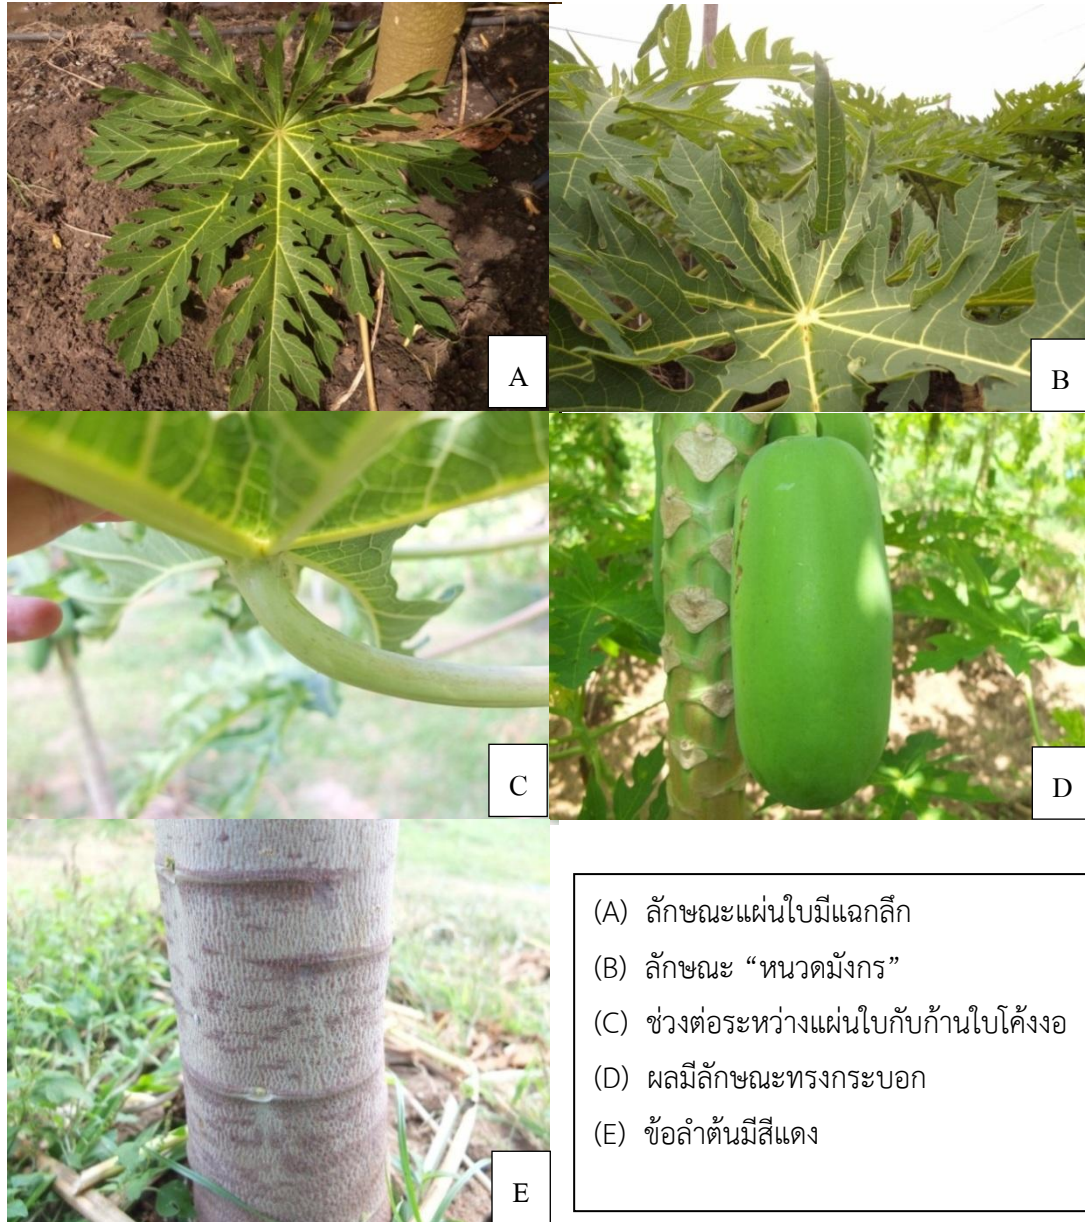 A
B
C
D
E
(A) ลักษณะแผ่นใบมีแฉกลึก
(B) ลักษณะ “หนวดมังกร”
(C) ช่วงต่อระหว่างแผ่นใบกับก้านใบโค้งงอ
(D) ผลมีลักษณะทรงกระบอก
(E) ข้อลำต้นมีสีแดง